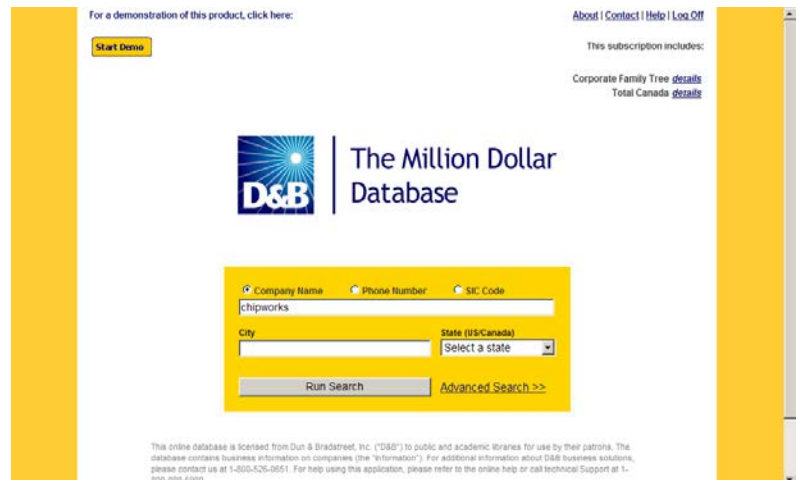 For a demonstration of this product, click here:
About | Contact | Help | Log Off
Start Demo
This subscription includes:
Corporate Family Tree details
Total Canada details
D&B
The Million Dollar
Database
Company Name Phone Number SIC Code
chipworks
City State (US/Canada)
Select a state
Run Search Advanced Search >>
This online database is licensed from Dun & Bradstreet, Inc. ("D&B") to public and academic libraries for use by their patrons. The
database contains business information on companies (the "Information"). For additional information about D&B business solutions,
please contact us at 1-800-526-0651. For help using this application, please refer to the online help or call technical Support at 1-